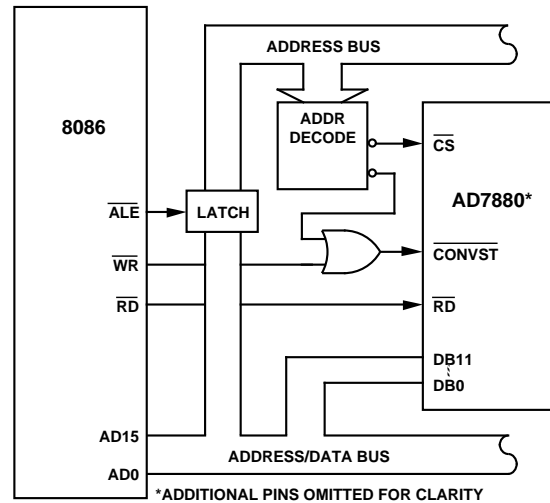 ADDRESS BUS
8086
ADDR
DECODE
CS
AD7880*
ALE
LATCH
WR
CONVST
RD
RD
DB11
DB0
AD15
ADDRESS/DATA BUS
AD0
*ADDITIONAL PINS OMITTED FOR CLARITY